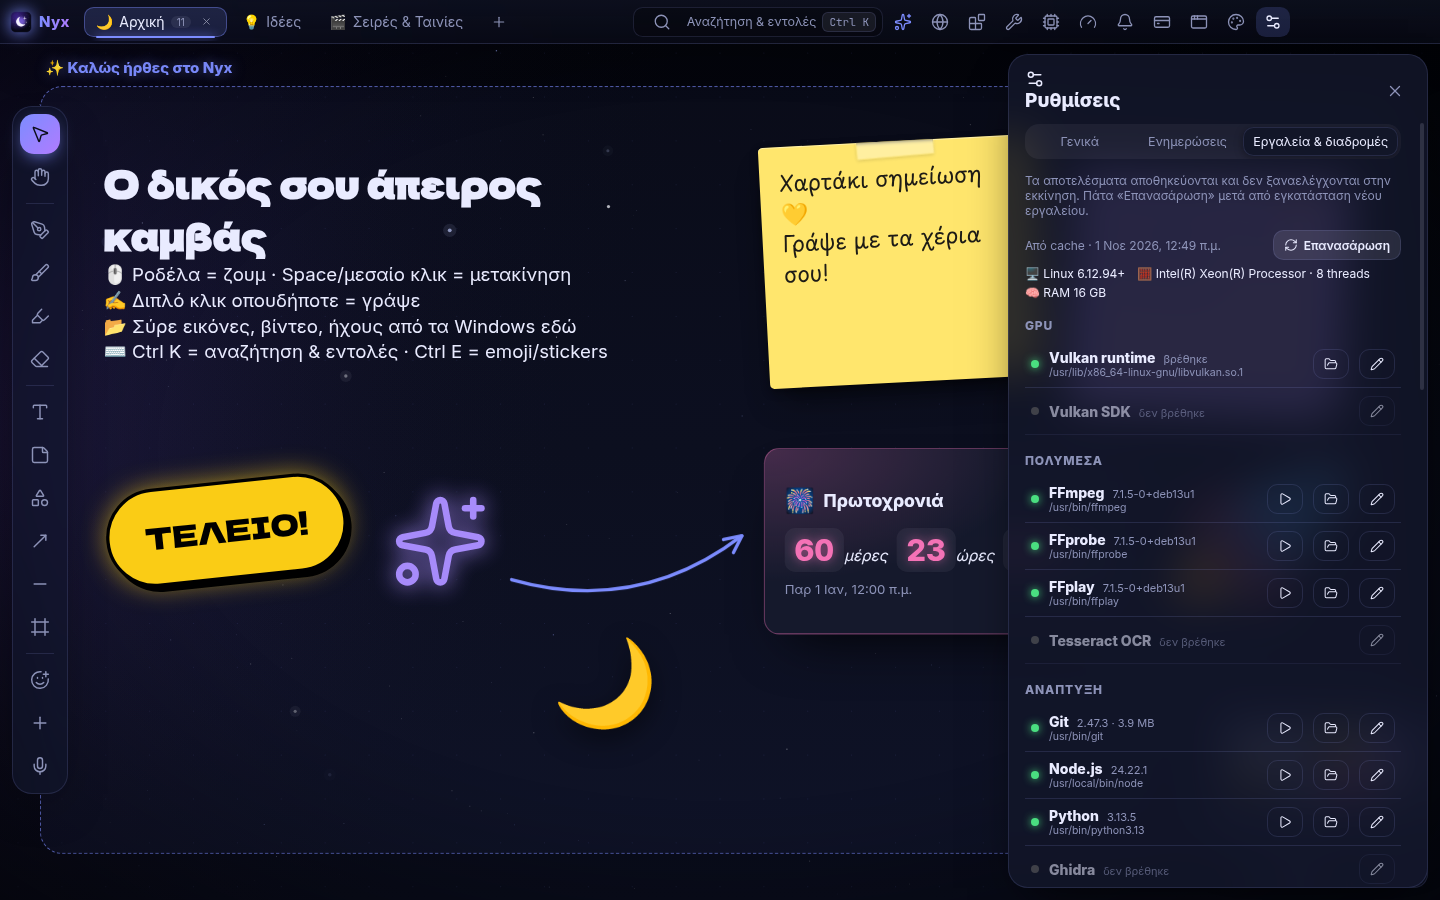 Nyx
Αρχική 11
Ιδέες
Σειρές & Ταινίες
Αναζήτηση & εντολές Ctrl K
Καλώς ήρθες στο Nyx
Ο δικός σου άπειρος
καμβάς
Ροδέλα = ζουμ · Space/μεσαίο κλικ = μετακίνηση
Διπλό κλικ οπουδήποτε = γράψε
Σύρε εικόνες, βίντεο, ήχους από τα Windows εδώ
Ctrl K = αναζήτηση & εντολές · Ctrl E = emoji/stickers
Χαρτάκι σημείωση
Γράψε με τα χέρια
σου!
ΤΕΛΕΙΟ!
Πρωτοχρονιά
60 μέρες 23 ώρες
Παρ 1 Ιαν, 12:00 π.μ.
Ρυθμίσεις
Γενικά
Ενημερώσεις
Εργαλεία & διαδρομές
Τα αποτελέσματα αποθηκεύονται και δεν ξαναελέγχονται στην
εκκίνηση. Πάτα «Επανασάρωση» μετά από εγκατάσταση νέου
εργαλείου.
Από cache · 1 Νοε 2026, 12:49 π.μ.
Επανασάρωση
Linux 6.12.94+ Intel(R) Xeon(R) Processor · 8 threads
RAM 16 GB
GPU
Vulkan runtime βρέθηκε
/usr/lib/x86_64-linux-gnu/libvulkan.so.1
Vulkan SDK δεν βρέθηκε
ΠΟΛΥΜΕΣΑ
FFmpeg 7.1.5-0+deb13u1
/usr/bin/ffmpeg
FFprobe 7.1.5-0+deb13u1
/usr/bin/ffprobe
FFplay 7.1.5-0+deb13u1
/usr/bin/ffplay
Tesseract OCR δεν βρέθηκε
ΑΝΑΠΤΥΞΗ
Git 2.47.3 · 3.9 MB
/usr/bin/git
Node.js 24.22.1
/usr/local/bin/node
Python 3.13.5
/usr/bin/python3.13
Ghidra δεν βρέθηκε